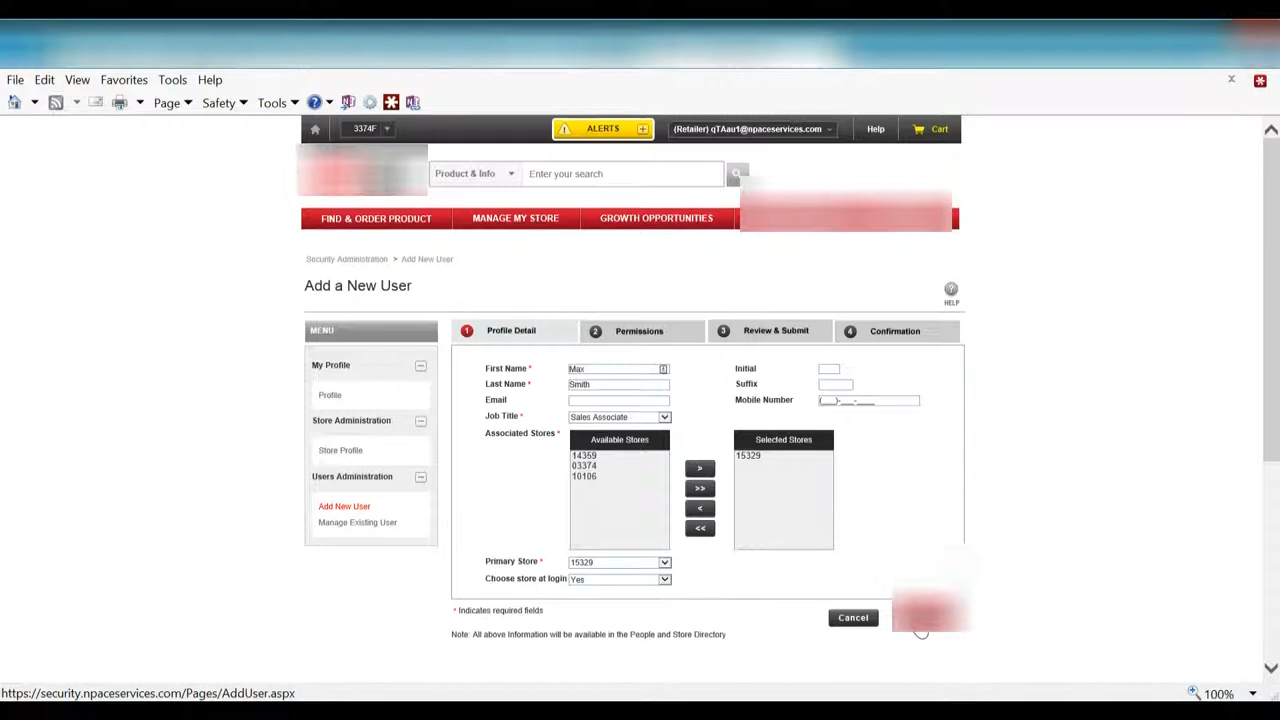 File Edit View Favorites Tools Help
Page Safety Tools
3374F ALERTS (Retailer) qTAau1@npaceservices.com Help Cart
Product & Info Enter your search
FIND & ORDER PRODUCT MANAGE MY STORE GROWTH OPPORTUNITIES
Security Administration > Add New User
Add a New User
HELP
MENU
My Profile
Profile
Store Administration
Store Profile
Users Administration
Add New User
Manage Existing User
1 Profile Detail 2 Permissions 3 Review & Submit 4 Confirmation
First Name * Max Initial
Last Name * Smith Suffix
Email Mobile Number (___)-___-____
Job Title * Sales Associate
Associated Stores * Available Stores Selected Stores
14359 15329
03374
10106
>
>>
<
<<
Primary Store * 15329
Choose store at login Yes
* Indicates required fields
Cancel
Note: All above Information will be available in the People and Store Directory
https://security.npaceservices.com/Pages/AddUser.aspx 100%